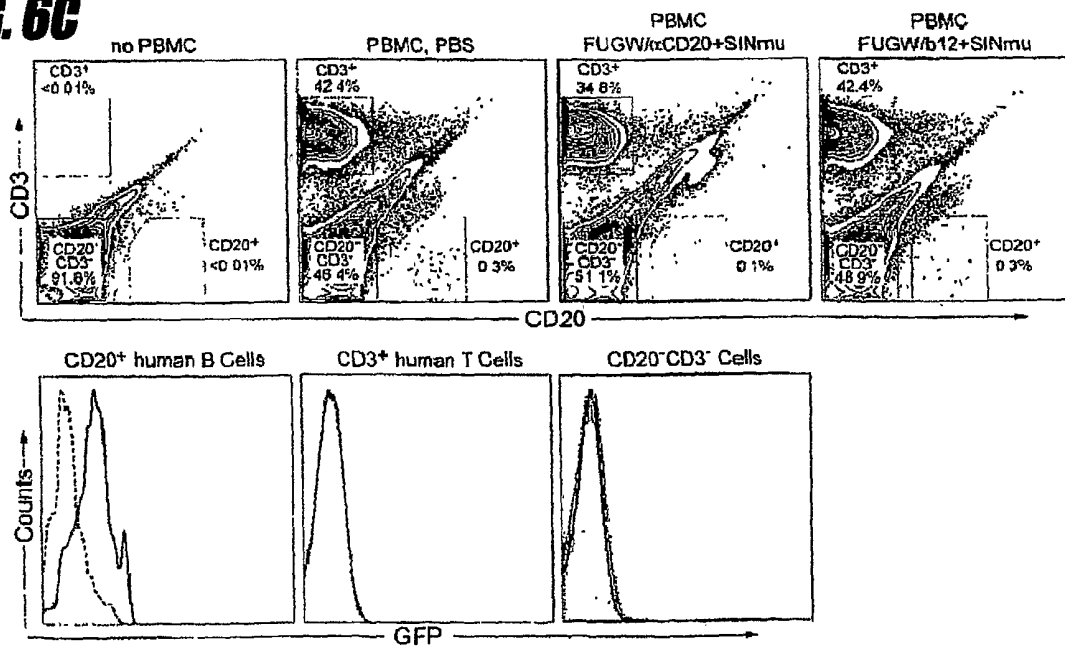 G. 6C
no PBMC
PBMC, PBS
PBMC
FUGW/αCD20+SINmu
PBMC
FUGW/b12+SINmu
CD3+
<0 01%
CD20-
CD3-
91.8%
CD20+
<0.01%
CD3+
42 4%
CD20-
CD3-
46 4%
CD20+
0 3%
CD3+
34 8%
CD20-
CD3-
51 1%
CD20+
0 1%
CD3+
42.4%
CD20-
CD3-
48 9%
CD20+
0 3%
CD3
CD20
CD20+ human B Cells
CD3+ human T Cells
CD20-CD3- Cells
Counts
GFP